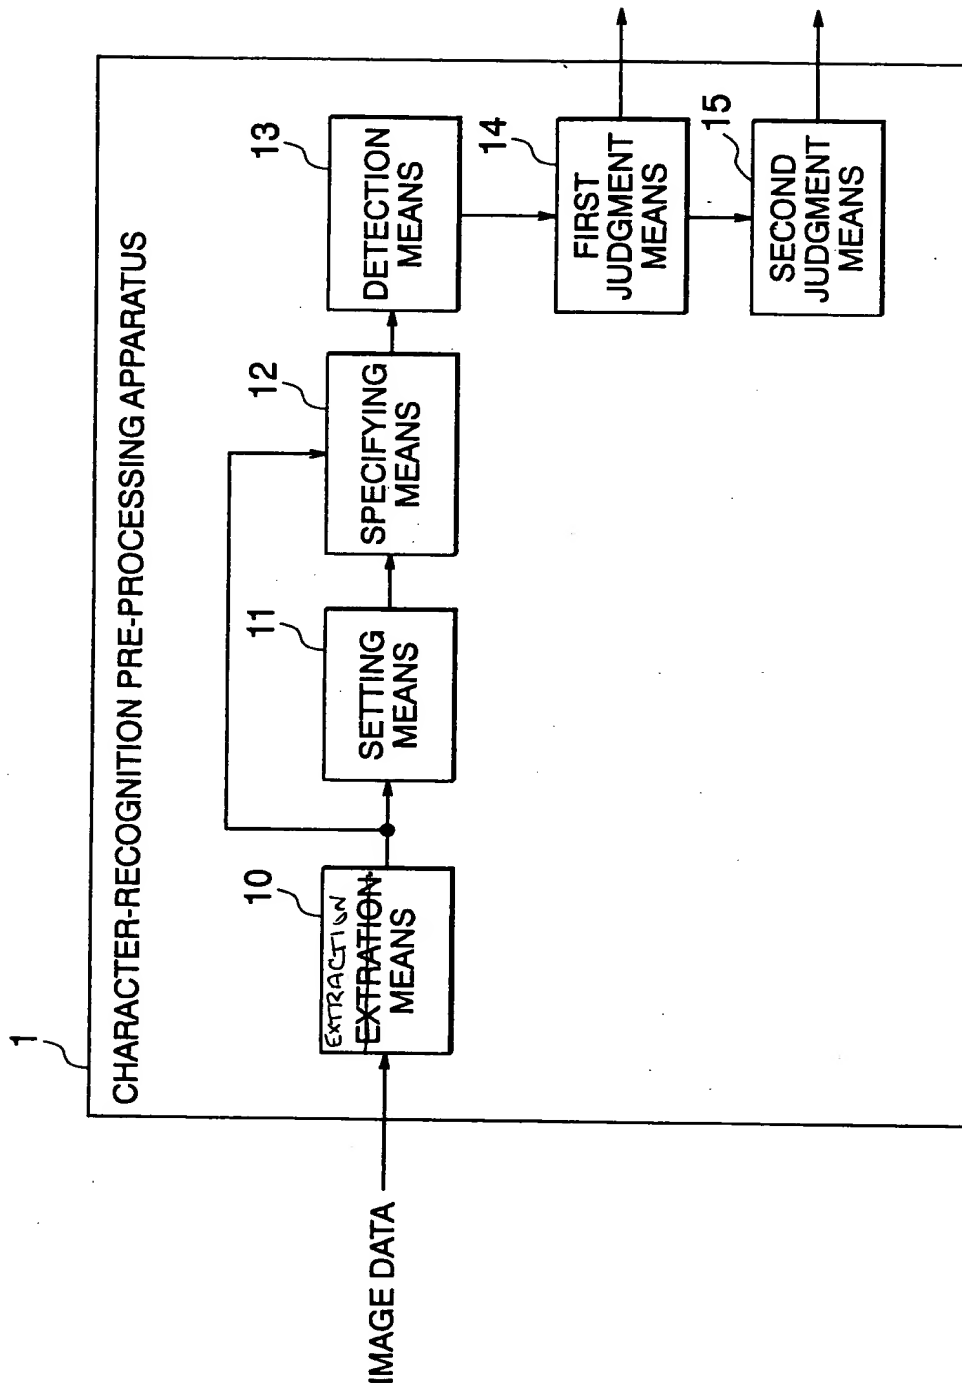 1
CHARACTER-RECOGNITION PRE-PROCESSING APPARATUS
IMAGE DATA
10
EXTRACTION
EXTRATION
MEANS
11
SETTING
MEANS
12
SPECIFYING
MEANS
13
DETECTION
MEANS
14
FIRST
JUDGMENT
MEANS
15
SECOND
JUDGMENT
MEANS